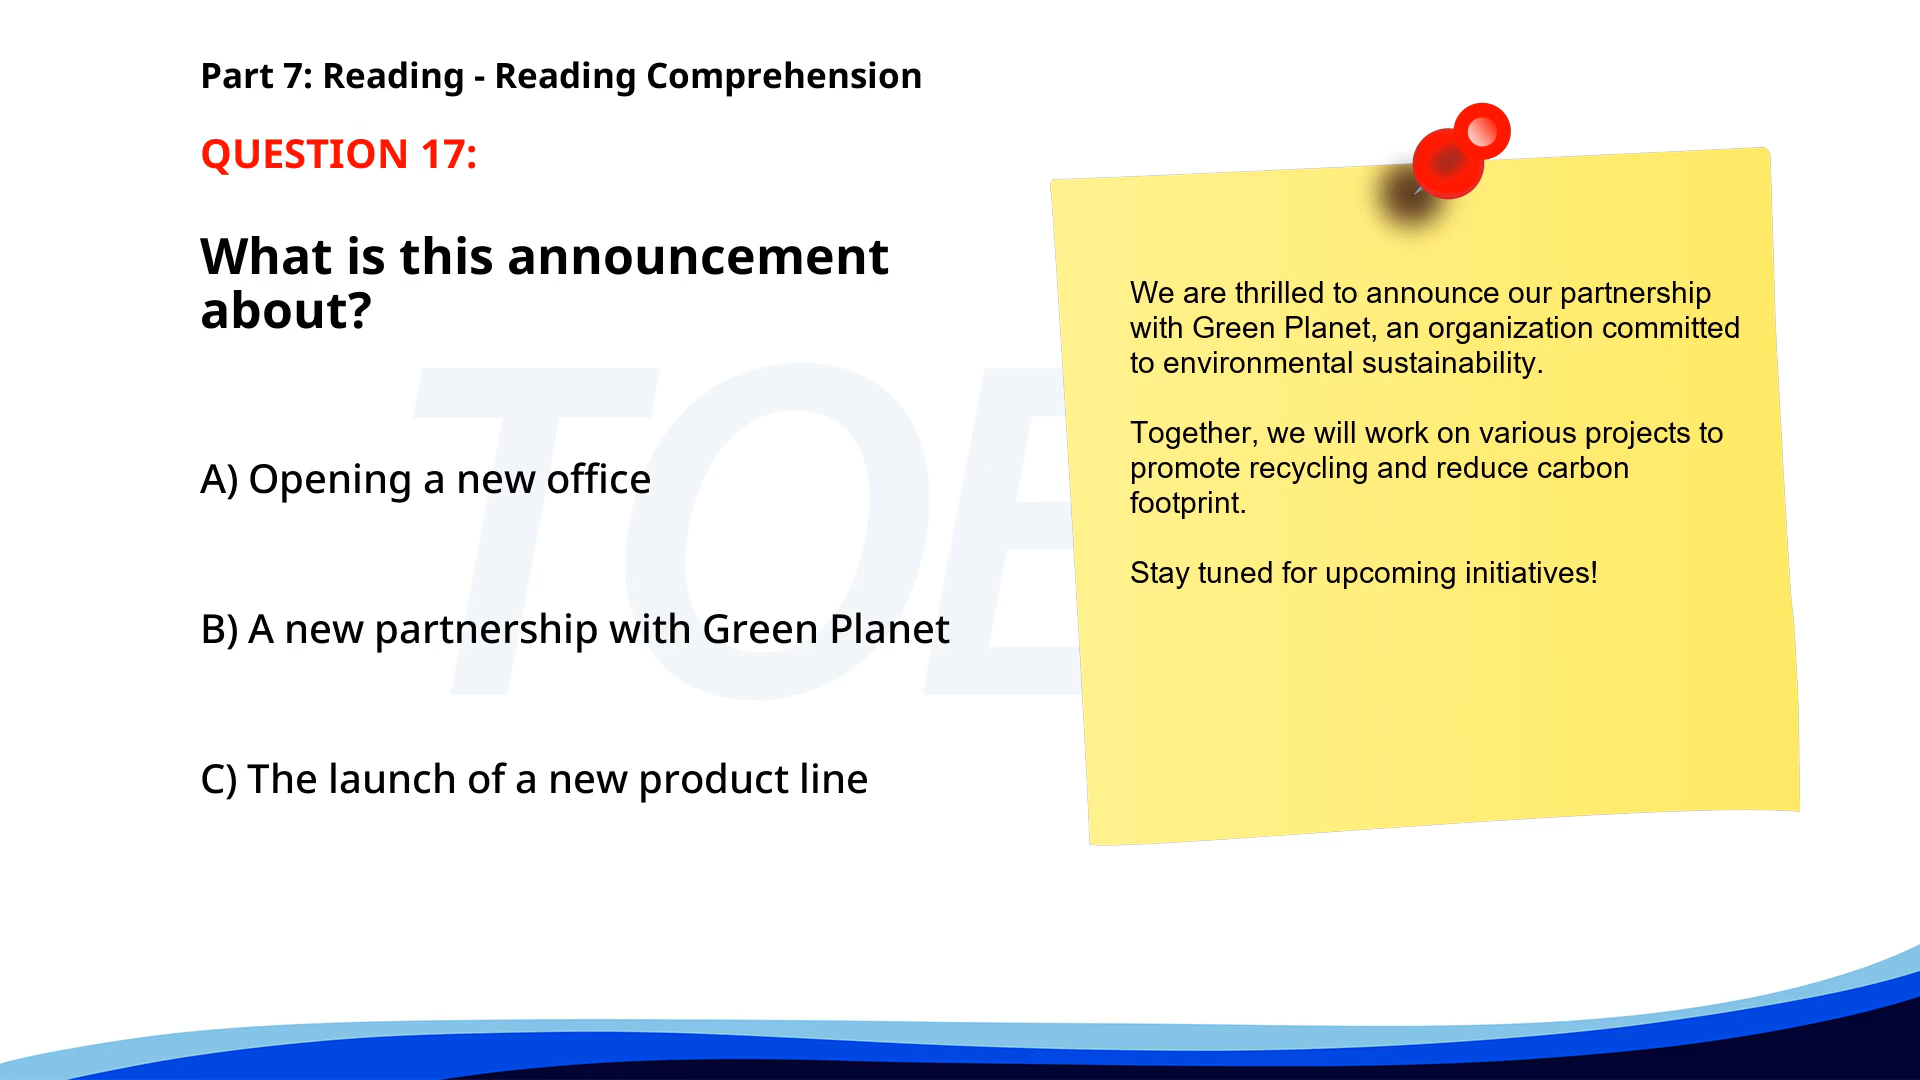 Part 7: Reading - Reading Comprehension
QUESTION 17:
What is this announcement
about?
A) Opening a new office
B) A new partnership with Green Planet
C) The launch of a new product line
We are thrilled to announce our partnership
with Green Planet, an organization committed
to environmental sustainability.
Together, we will work on various projects to
promote recycling and reduce carbon
footprint.
Stay tuned for upcoming initiatives!